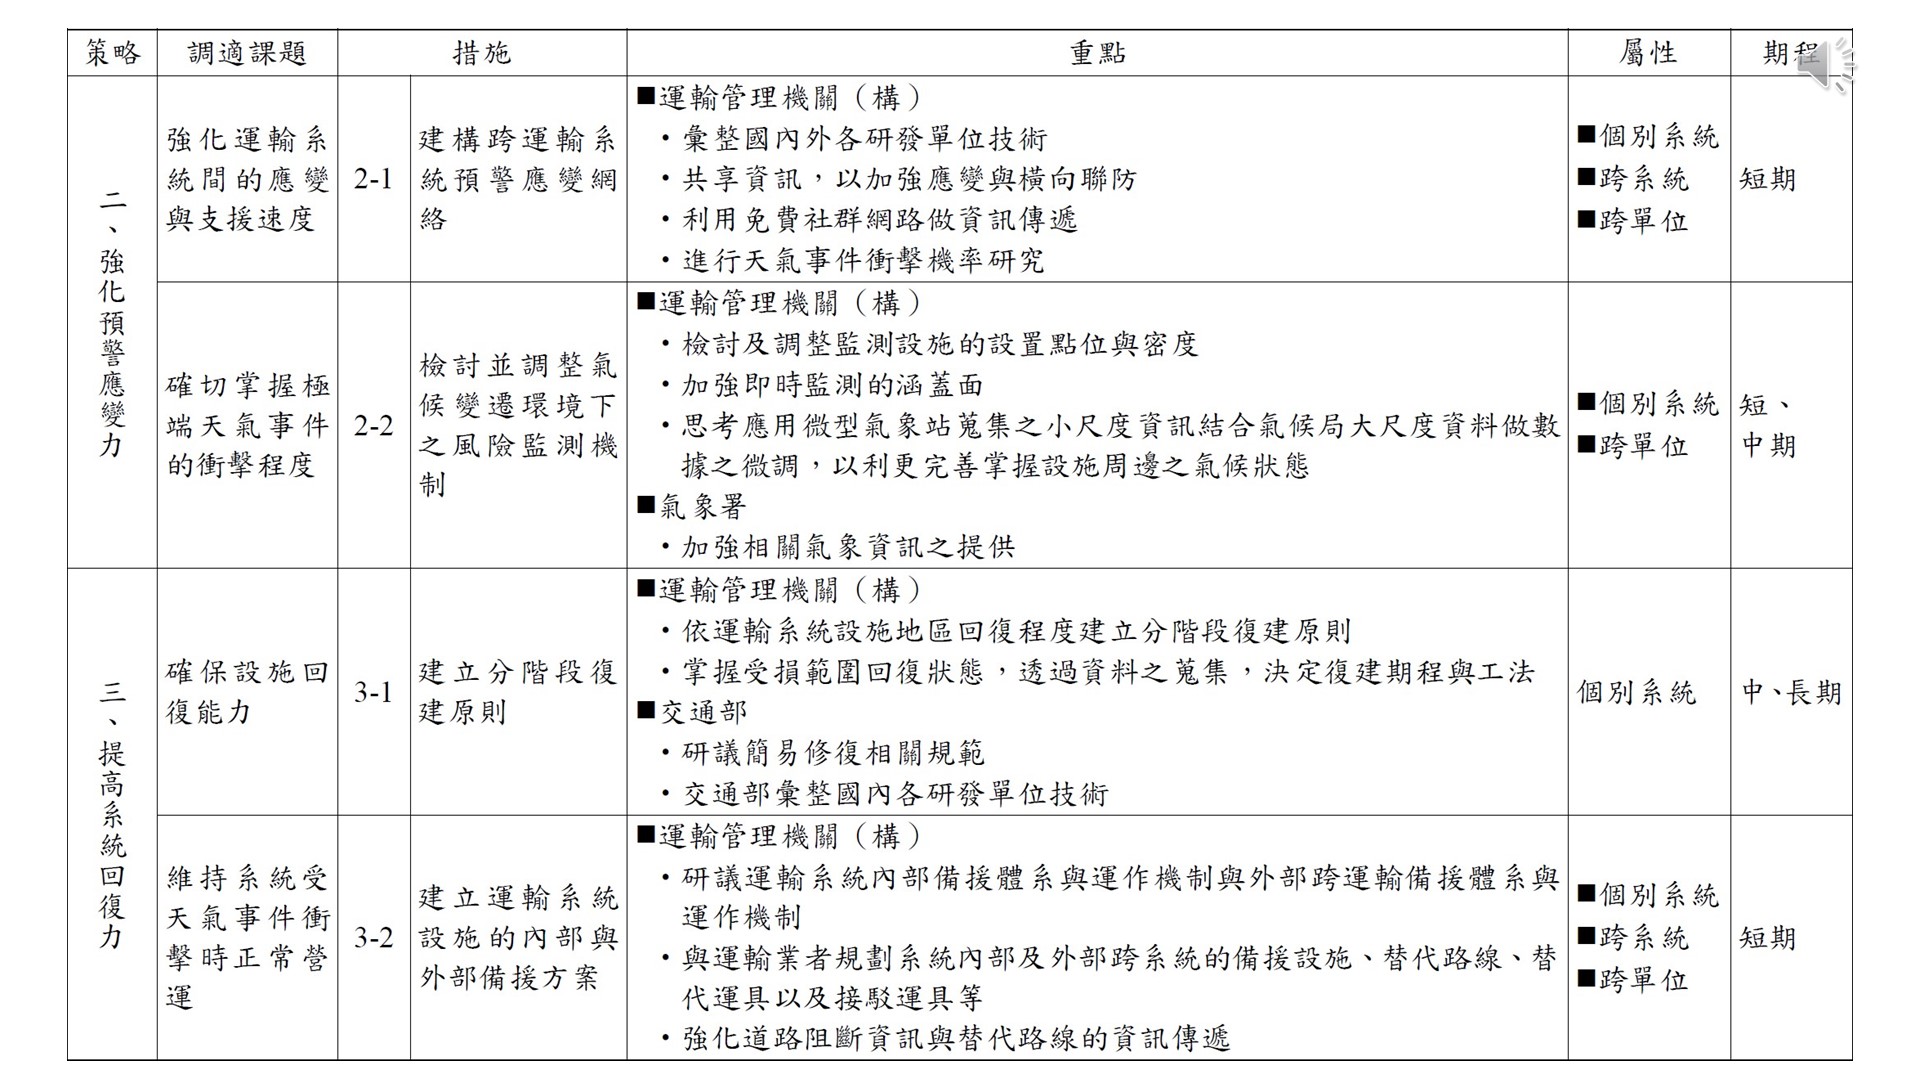 策略 調適課題 措施 重點 屬性 期程
二、強化預警應變力
強化運輸系
統間的應變
與支援速度
2-1
建構跨運輸系
統預警應變網
絡
■運輸管理機關（構）
・彙整國內外各研發單位技術
・共享資訊，以加強應變與橫向聯防
・利用免費社群網路做資訊傳遞
・進行天氣事件衝擊機率研究
■個別系統
■跨系統
■跨單位
短期
確切掌握極
端天氣事件
的衝擊程度
2-2
檢討並調整氣
候變遷環境下
之風險監測機
制
■運輸管理機關（構）
・檢討及調整監測設施的設置點位與密度
・加強即時監測的涵蓋面
・思考應用微型氣象站蒐集之小尺度資訊結合氣候局大尺度資料做數
據之微調，以利更完善掌握設施周邊之氣候狀態
■氣象署
・加強相關氣象資訊之提供
■個別系統
■跨單位
短、
中期
三、提高系統回復力
確保設施回
復能力
3-1
建立分階段復
建原則
■運輸管理機關（構）
・依運輸系統設施地區回復程度建立分階段復建原則
・掌握受損範圍回復狀態，透過資料之蒐集，決定復建期程與工法
■交通部
・研議簡易修復相關規範
・交通部彙整國內各研發單位技術
個別系統
中、長期
維持系統受
天氣事件衝
擊時正常營
運
3-2
建立運輸系統
設施的內部與
外部備援方案
■運輸管理機關（構）
・研議運輸系統內部備援體系與運作機制與外部跨運輸備援體系與
運作機制
・與運輸業者規劃系統內部及外部跨系統的備援設施、替代路線、替
代運具以及接駁運具等
・強化道路阻斷資訊與替代路線的資訊傳遞
■個別系統
■跨系統
■跨單位
短期